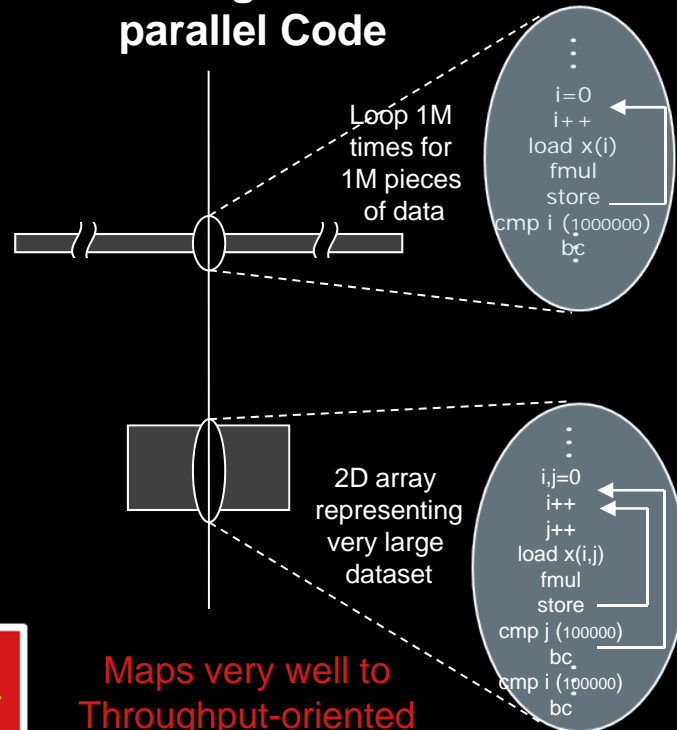 parallel Code
Loop 1M
times for
1M pieces
of data
i=0
i++
load x(i)
fmul
store
cmp i (1000000)
bc
2D array
representing
very large
dataset
i,j=0
i++
j++
load x(i,j)
fmul
store
cmp j (100000)
bc
cmp i (100000)
bc
Maps very well to
Throughput-oriented